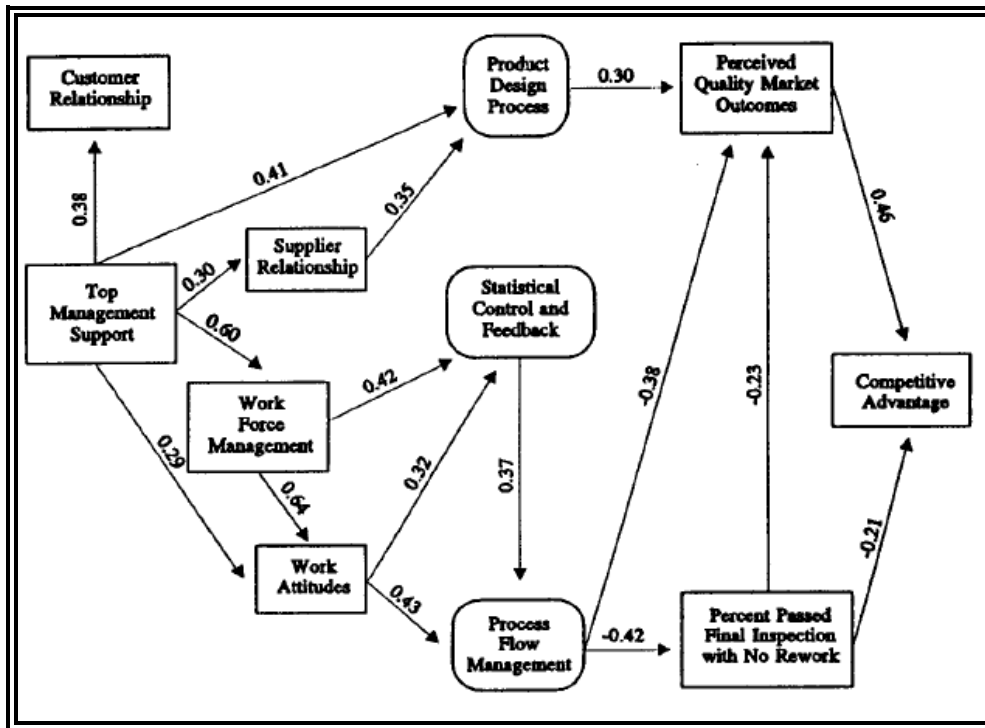 Customer
Relationship
Product
Design
Process
0.30
Perceived
Quality Market
Outcomes
0.41
0.38
0.35
0.46
Supplier
Relationship
0.30
Top
Management
Support
Statistical
Control and
Feedback
0.60
-0.38
-0.23
0.42
Competitive
Advantage
Work
Force
Management
0.29
0.32
0.37
0.64
-0.21
Work
Attitudes
0.43
Process
Flow
Management
-0.42
Percent Passed
Final Inspection
with No Rework